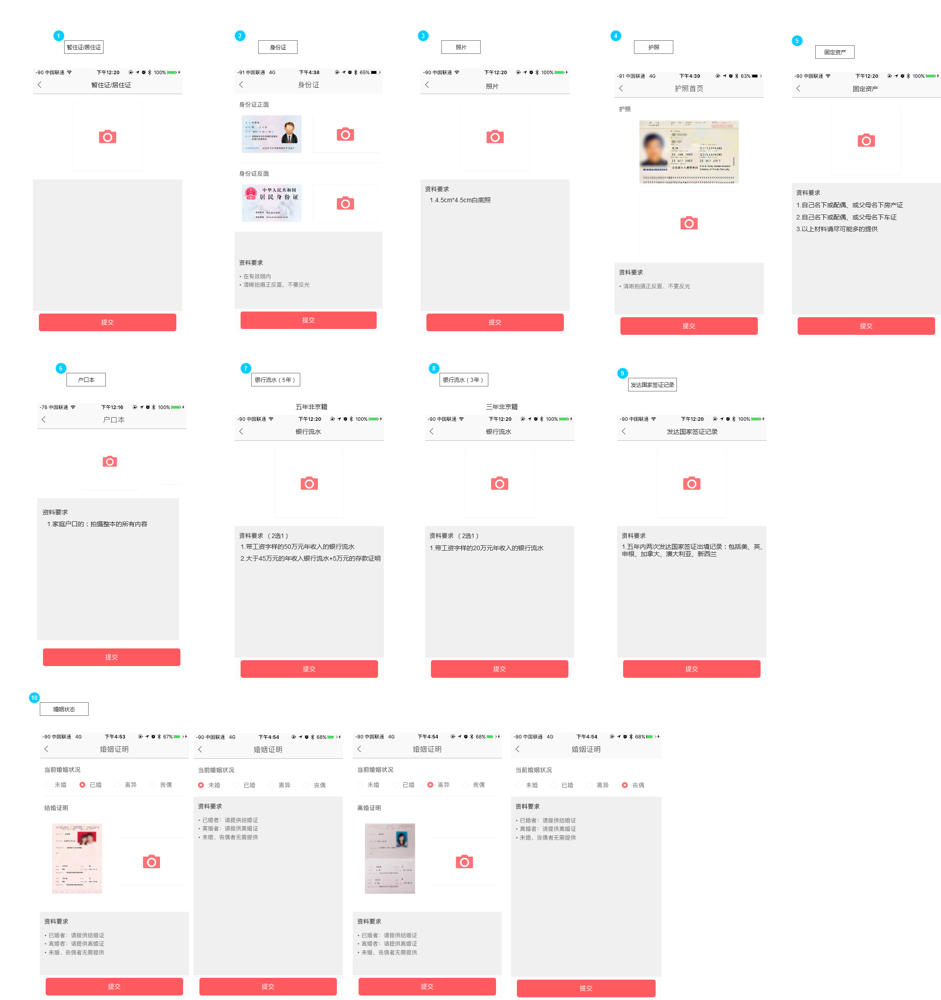 1
暂住证/居住证
-90 中国联通 下午12:20 100%
暂住证/居住证
提交
2
身份证
-91 中国联通 4G 下午4:38 65%
身份证
身份证正面
430512198908131367
身份证反面
中华人民共和国
居民身份证
资料要求
• 在有效期内
• 清晰拍摄正反面，不要反光
提交
3
照片
-90 中国联通 下午12:20 100%
照片
资料要求
1.4.5cm*4.5cm白底照
提交
4
护照
-91 中国联通 4G 下午4:39 63%
护照首页
护照
PASSPORT
男/M 辽宁/LIAONING
06 JUN 1983 辽宁/LIAONING
23 OCT 2007 22 OCT 2017
公安部出入境管理局 Exit & Entry Administration
Ministry of Public Security
资料要求
• 清晰拍摄正反面、不要反光
提交
5
固定资产
-90 中国联通 下午12:20 100%
固定资产
资料要求
1.自己名下或配偶、或父母名下房产证
2.自己名下或配偶、或父母名下车证
3.以上材料请尽可能多的提供
提交
6
户口本
-76 中国联通 下午12:16 100%
户口本
资料要求
1.家庭户口的：拍摄整本的所有内容
提交
7
银行流水（5年）
五年非京籍
-90 中国联通 下午12:20 100%
银行流水
资料要求 （2选1）
1.带工资字样的50万元年收入的银行流水
2.大于45万元的年收入银行流水+5万元的存款证明
提交
8
银行流水（3年）
三年非京籍
-90 中国联通 下午12:20 100%
银行流水
资料要求 （2选1）
1.带工资字样的20万元年收入的银行流水
提交
9
发达国家签证记录
-90 中国联通 下午12:20 100%
发达国家签证记录
资料要求
1.五年内两次发达国家签证出境记录：包括美、英、
申根、加拿大、澳大利亚、新西兰
提交
10
婚姻状态
-90 中国联通 4G 下午4:53 67%
婚姻证明
当前婚姻状况
未婚 已婚 离异 丧偶
结婚证明
资料要求
• 已婚者：请提供结婚证
• 离婚者：请提供离婚证
• 未婚、丧偶者无需提供
提交
-90 中国联通 4G 下午4:54 68%
婚姻证明
当前婚姻状况
未婚 已婚 离异 丧偶
资料要求
• 已婚者：请提供结婚证
• 离婚者：请提供离婚证
• 未婚、丧偶者无需提供
提交
-90 中国联通 4G 下午4:54 68%
婚姻证明
当前婚姻状况
未婚 已婚 离异 丧偶
离婚证明
资料要求
• 已婚者：请提供结婚证
• 离婚者：请提供离婚证
• 未婚、丧偶者无需提供
提交
-90 中国联通 4G 下午4:54 68%
婚姻证明
当前婚姻状况
未婚 已婚 离异 丧偶
资料要求
• 已婚者：请提供结婚证
• 离婚者：请提供离婚证
• 未婚、丧偶者无需提供
提交